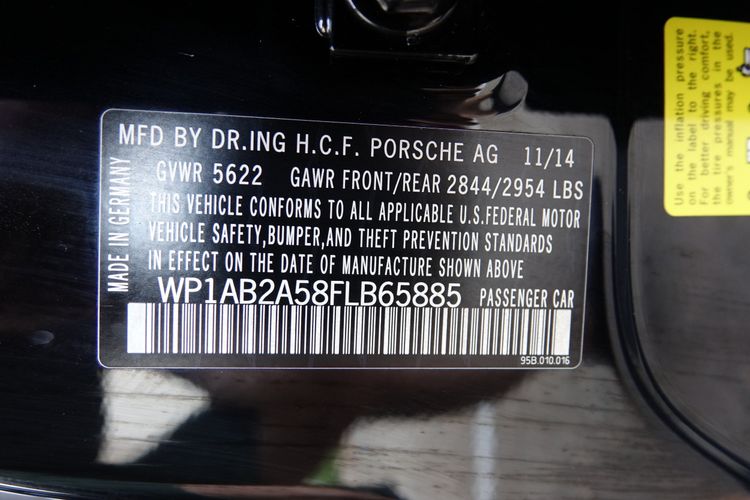 MFD BY DR.ING H.C.F. PORSCHE AG 11/14
GVWR 5622 GAWR FRONT/REAR 2844/2954 LBS
THIS VEHICLE CONFORMS TO ALL APPLICABLE U.S.FEDERAL MOTOR
VEHICLE SAFETY,BUMPER,AND THEFT PREVENTION STANDARDS
IN EFFECT ON THE DATE OF MANUFACTURE SHOWN ABOVE
WP1AB2A58FLB65885 PASSENGER CAR
95B.010.016
MADE IN GERMANY
Use the inflation pressure
on the label to the right.
For better driving comfort,
the tire pressures in the
owner's manual may be used.